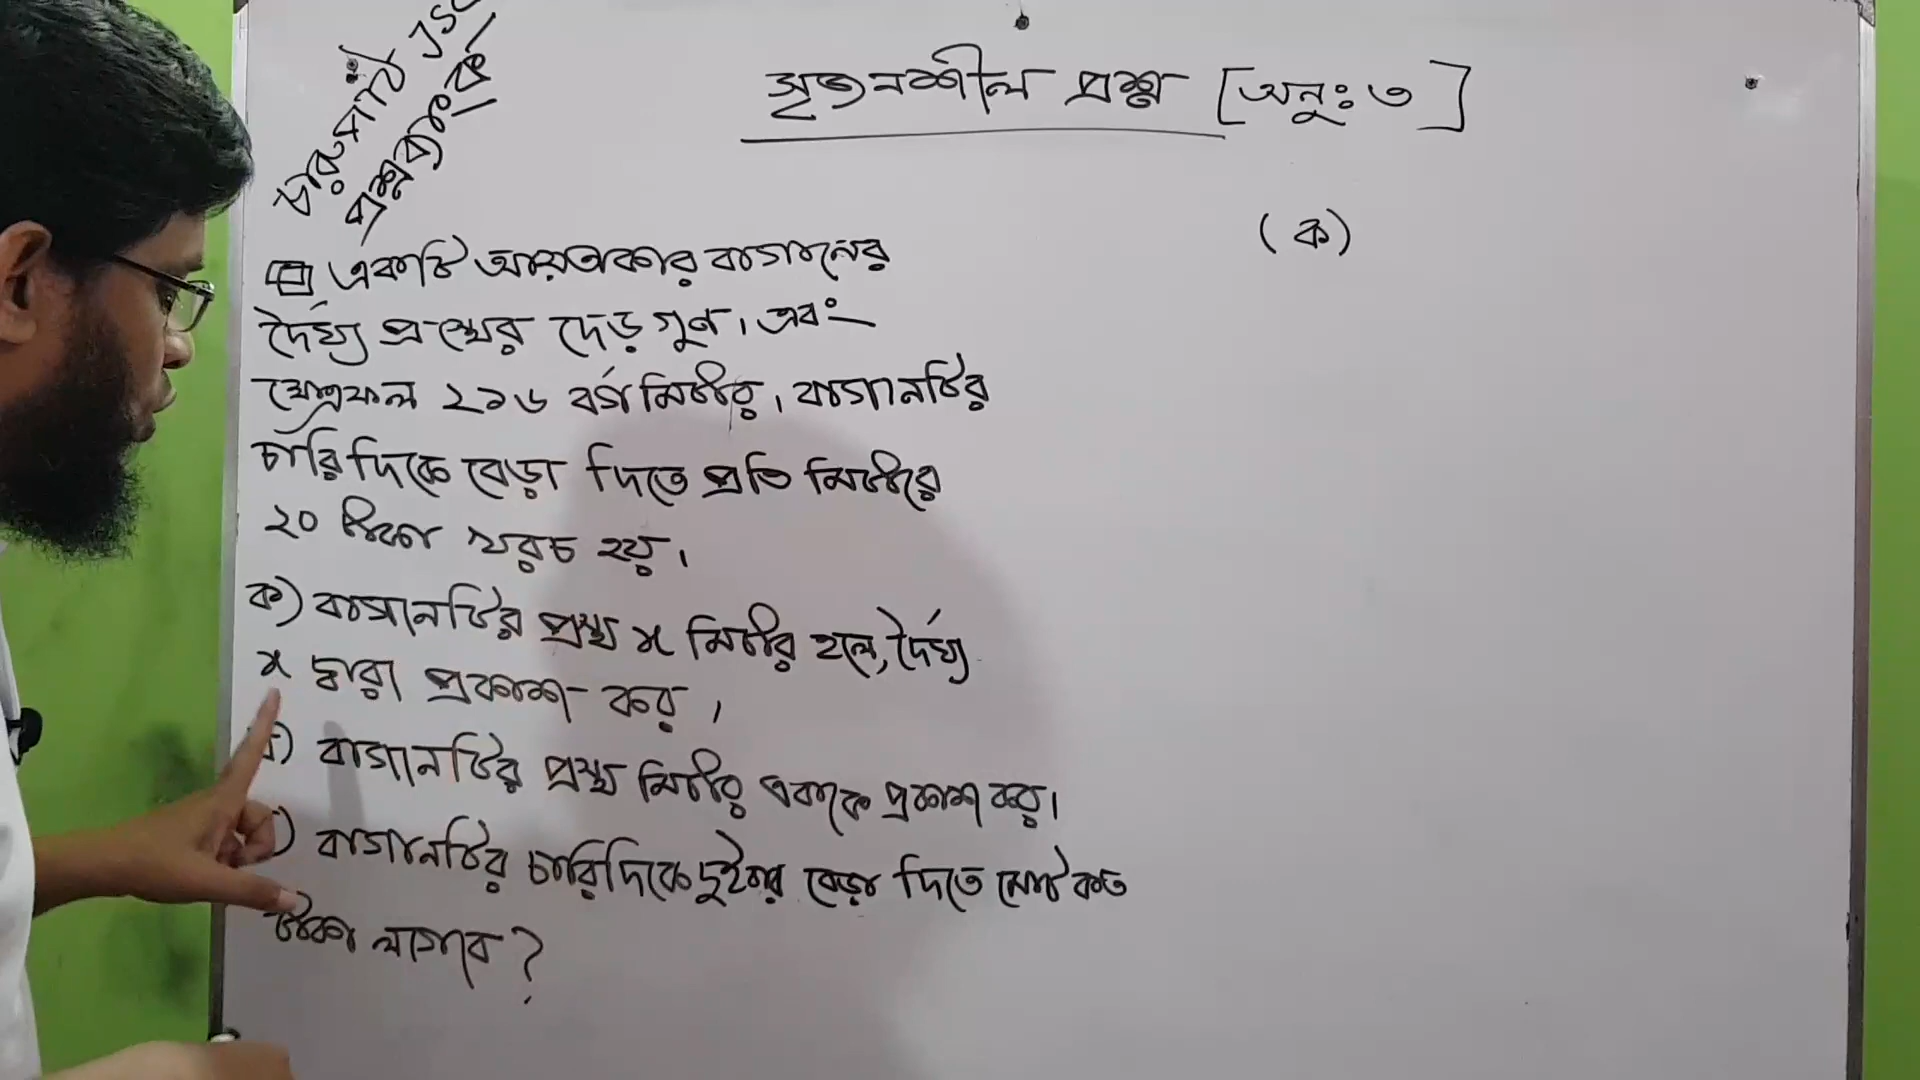 সৃজনশীল প্রশ্ন [অনুঃ ৩]
JSC
(ক)
একটি আয়তাকার বাগানের
দৈর্ঘ্য প্রস্থের দেড় গুণ। এবং
ক্ষেত্রফল ২১৬ বর্গ মিটার। বাগানটির
চারিদিকে বেড়া দিতে প্রতি মিটারে
২০ টাকা খরচ হয়।
ক) বাগানটির প্রস্থ x মিটার হলে, দৈর্ঘ্য
x দ্বারা প্রকাশ কর।
) বাগানটির প্রস্থ মিটার এককে প্রকাশ কর।
) বাগানটির চারিদিকে দুইবার বেড়া দিতে মোট কত
টাকা লাগবে?